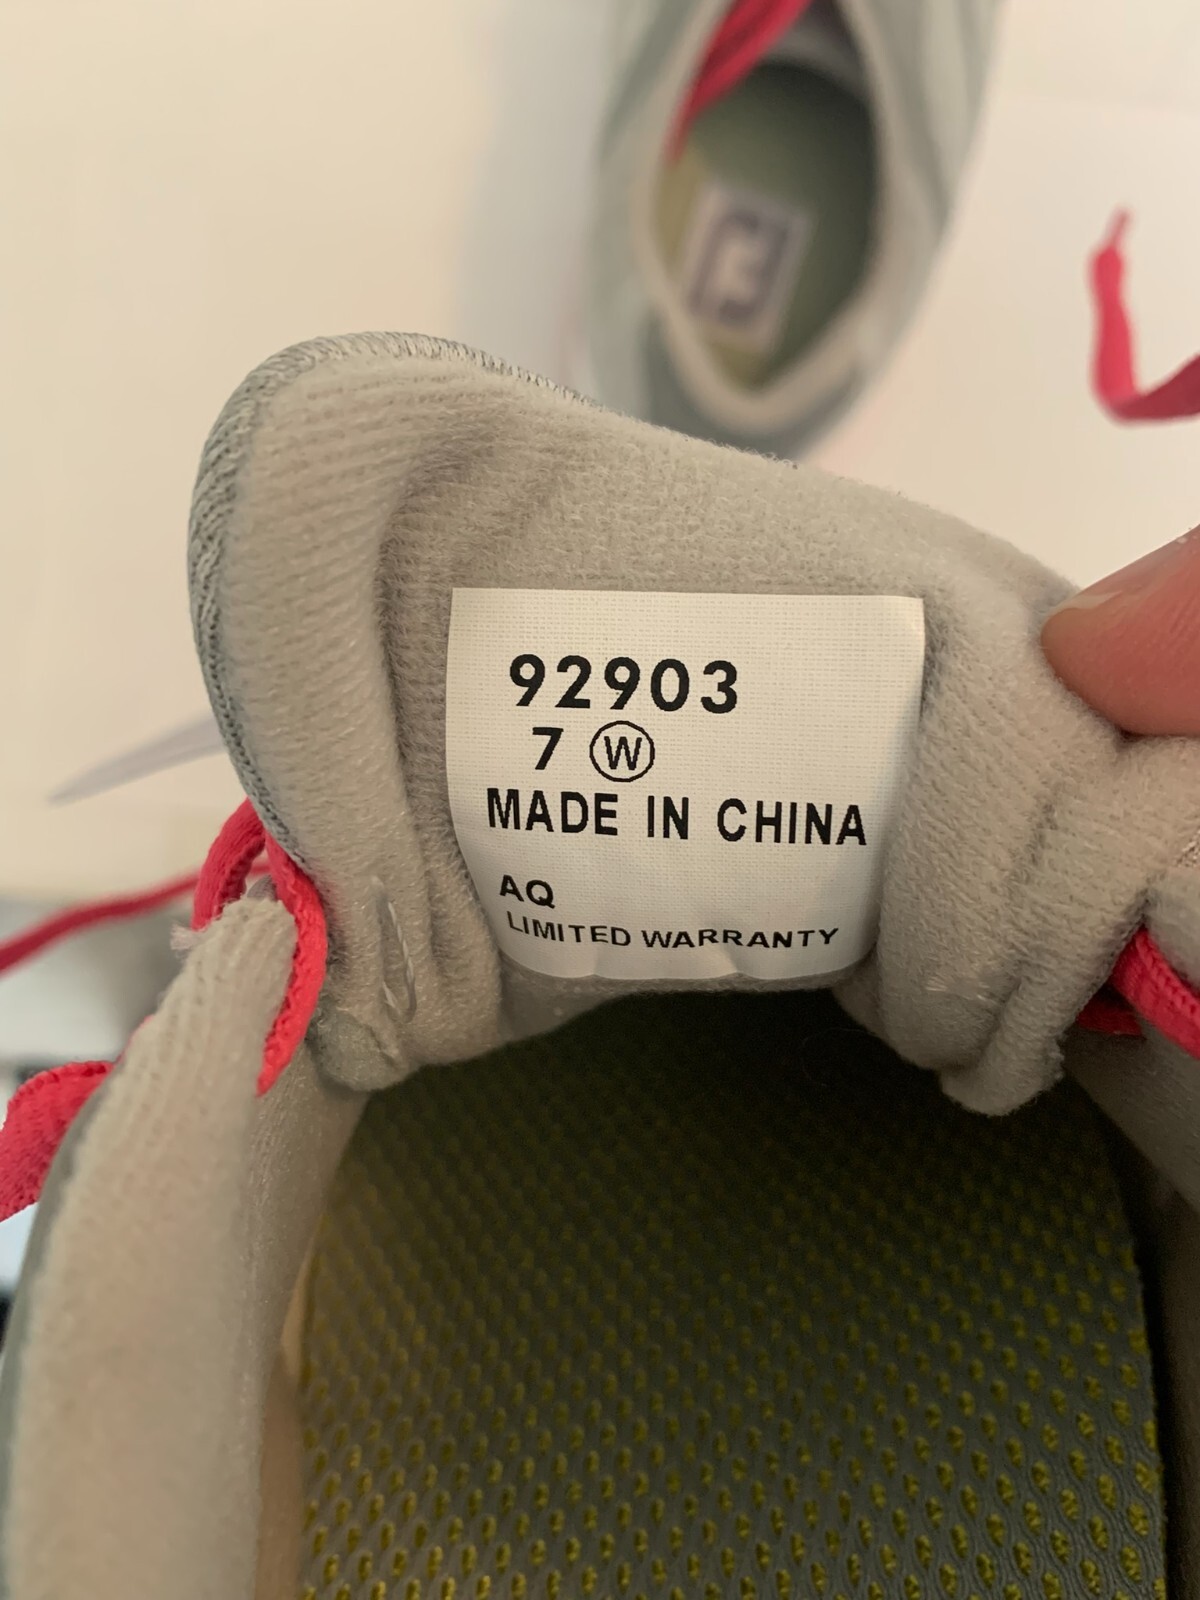 92903
7 Ⓦ
MADE IN CHINA
AQ
LIMITED WARRANTY